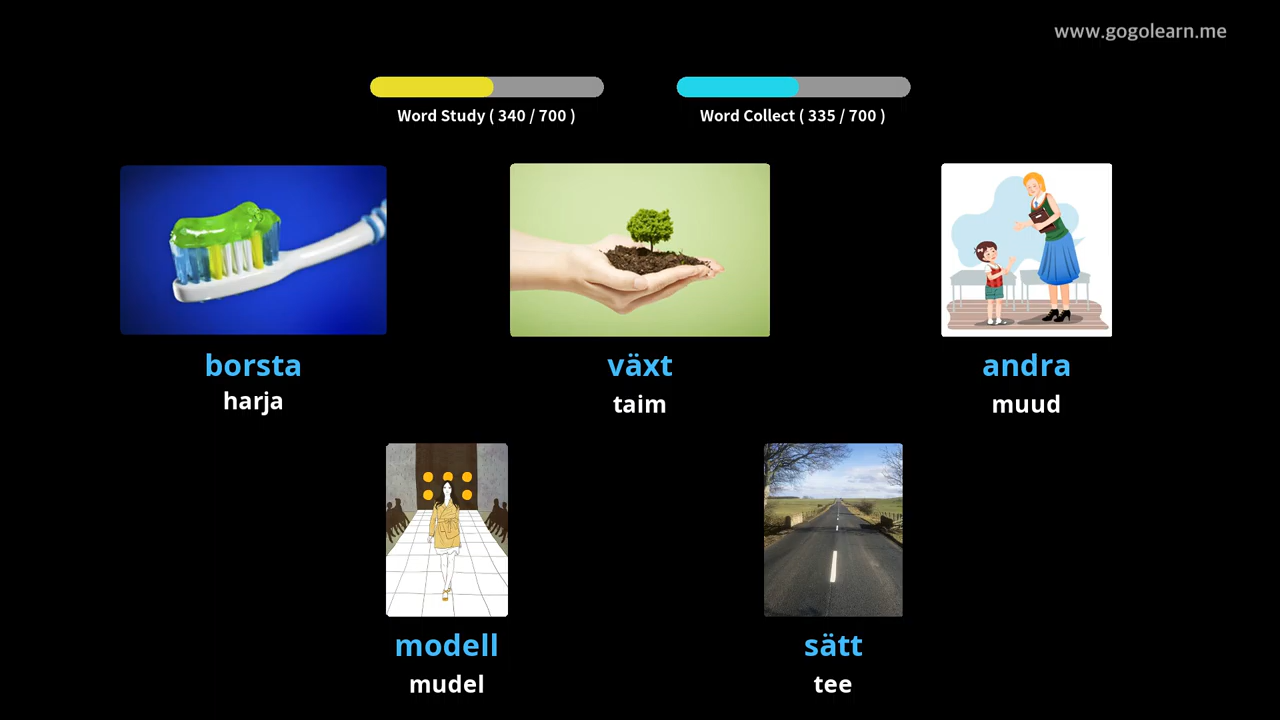 www.gogolearn.me
Word Study ( 340 / 700 )
Word Collect ( 335 / 700 )
borsta
harja
växt
taim
andra
muud
modell
mudel
sätt
tee